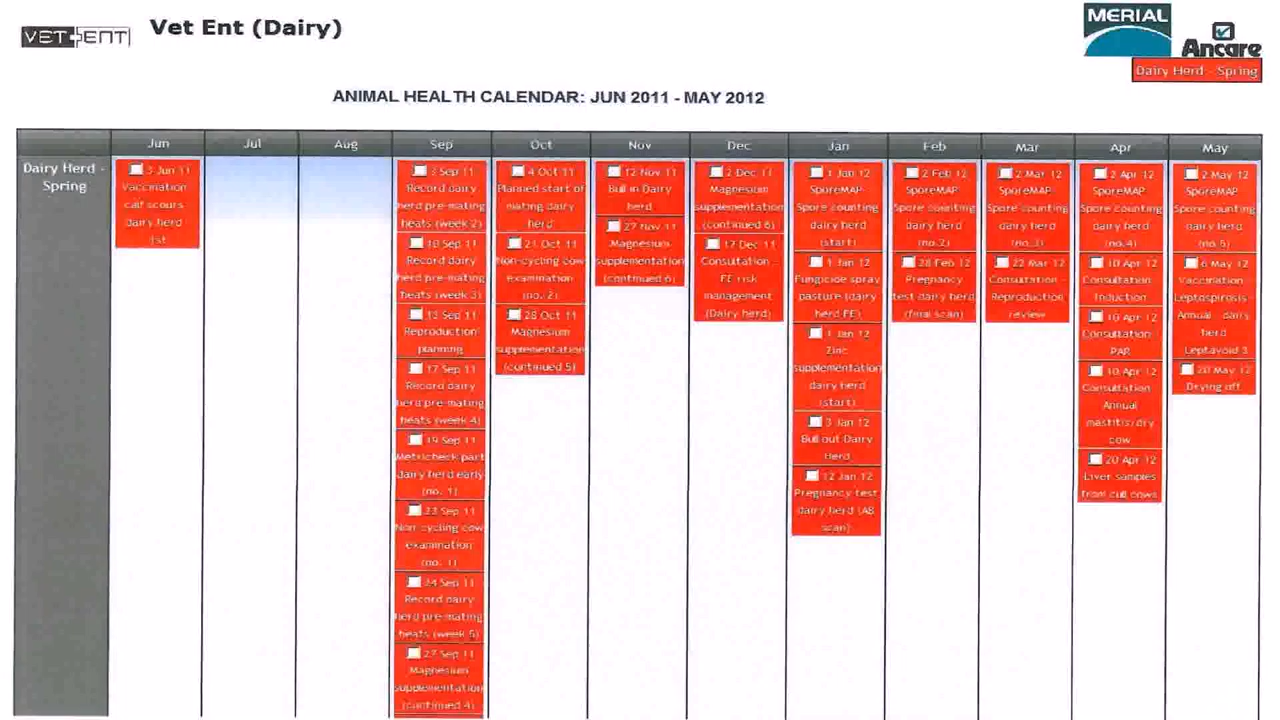 VET ENT
Vet Ent (Dairy)
MERIAL
Ancare
Dairy Herd - Spring
ANIMAL HEALTH CALENDAR: JUN 2011 - MAY 2012
Jun
Jul
Aug
Sep
Oct
Nov
Dec
Jan
Feb
Mar
Apr
May
Dairy Herd -
Spring
3 Jun 11
Vaccination
calf scours
dairy herd
1st
3 Sep 11
Record dairy
herd pre-mating
heats (week 2)
10 Sep 11
Record dairy
herd pre-mating
heats (week 3)
13 Sep 11
Reproduction
planning
17 Sep 11
Record dairy
herd pre-mating
heats (week 4)
19 Sep 11
Metricheck part
dairy herd early
(no. 1)
23 Sep 11
Non-cycling cow
examination
(no. 1)
24 Sep 11
Record dairy
herd pre-mating
heats (week 5)
27 Sep 11
Magnesium
supplementation
(continued 4)
4 Oct 11
Planned start of
mating dairy
herd
21 Oct 11
Non-cycling cow
examination
(no. 2)
28 Oct 11
Magnesium
supplementation
(continued 5)
12 Nov 11
Bull in Dairy
herd
27 Nov 11
Magnesium
supplementation
(continued 6)
2 Dec 11
Magnesium
supplementation
(continued 6)
17 Dec 11
Consultation -
FE risk
management
(Dairy herd)
1 Jan 12
SporeMAP-
Spore counting
dairy herd
(start)
1 Jan 12
Fungicide spray
pasture (dairy
herd FE)
1 Jan 12
Zinc
supplementation
dairy herd
(start)
3 Jan 12
Bull out Dairy
Herd
12 Jan 12
Pregnancy test
dairy herd (AB
scan)
2 Feb 12
SporeMAP-
Spore counting
dairy herd
(no.2)
28 Feb 12
Pregnancy
test dairy herd
(final scan)
2 Mar 12
SporeMAP-
Spore counting
dairy herd
(no.3)
22 Mar 12
Consultation -
Reproduction
review
2 Apr 12
SporeMAP-
Spore counting
dairy herd
(no.4)
10 Apr 12
Consultation -
Induction
10 Apr 12
Consultation -
PAR
10 Apr 12
Consultation -
Annual
mastitis/dry
cow
20 Apr 12
Liver samples
from cull cows
2 May 12
SporeMAP-
Spore counting
dairy herd
(no.5)
6 May 12
Vaccination
Leptospirosis -
Annual - dairy
herd
Leptavoid 3
20 May 12
Drying off